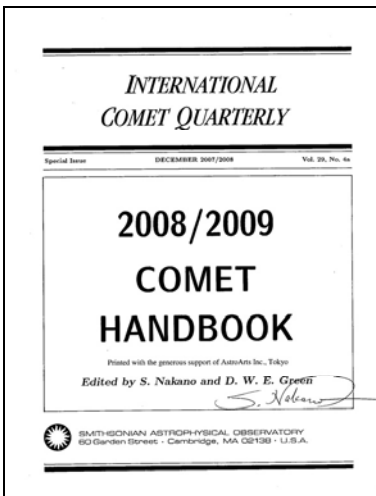 INTERNATIONAL
COMET QUARTERLY
Special Issue DECEMBER 2007/2008 Vol. 29, No. 4a
2008/2009
COMET
HANDBOOK
Printed with the generous support of AstroArts Inc., Tokyo
Edited by S. Nakano and D. W. E. Green
S. Nakano
SMITHSONIAN ASTROPHYSICAL OBSERVATORY
60 Garden Street · Cambridge, MA 02138 · U.S.A.